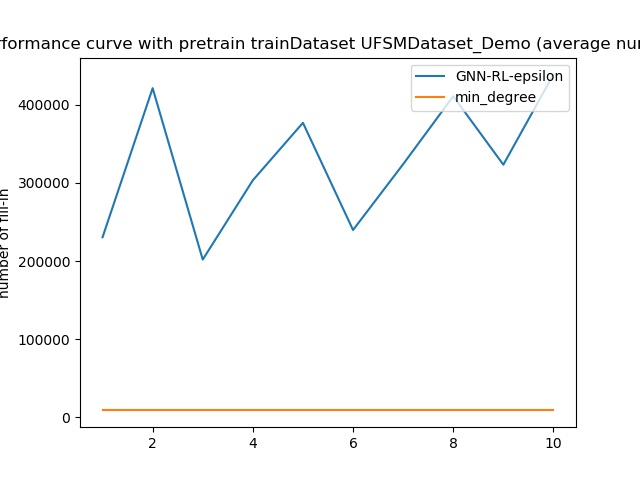 rformance curve with pretrain trainDataset UFSMDataset_Demo (average nu
GNN-RL-epsilon
min_degree
number of fill-in
400000
300000
200000
100000
0
2 4 6 8 10